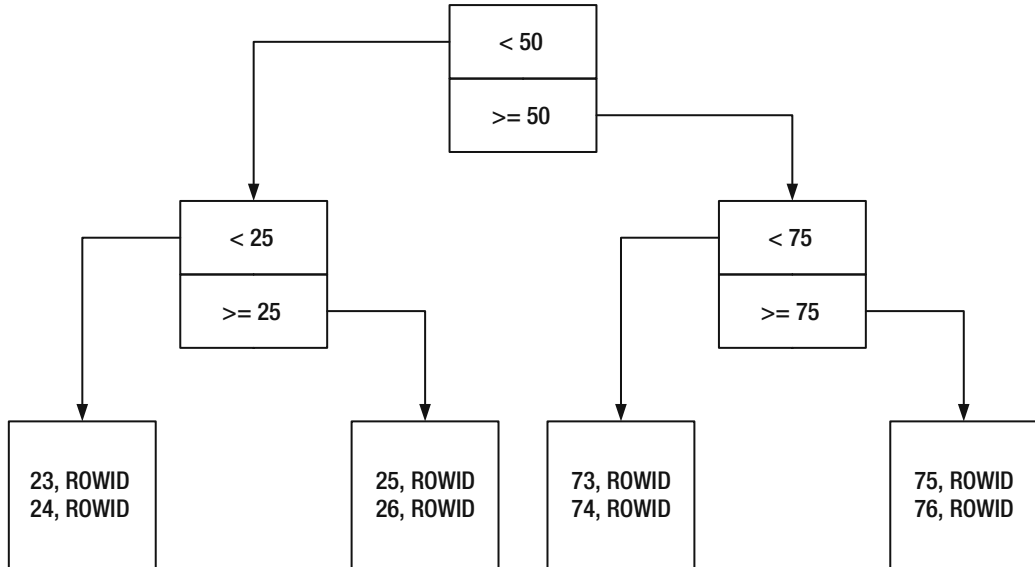 < 50
>= 50
< 25
>= 25
< 75
>= 75
23, ROWID
24, ROWID
25, ROWID
26, ROWID
73, ROWID
74, ROWID
75, ROWID
76, ROWID